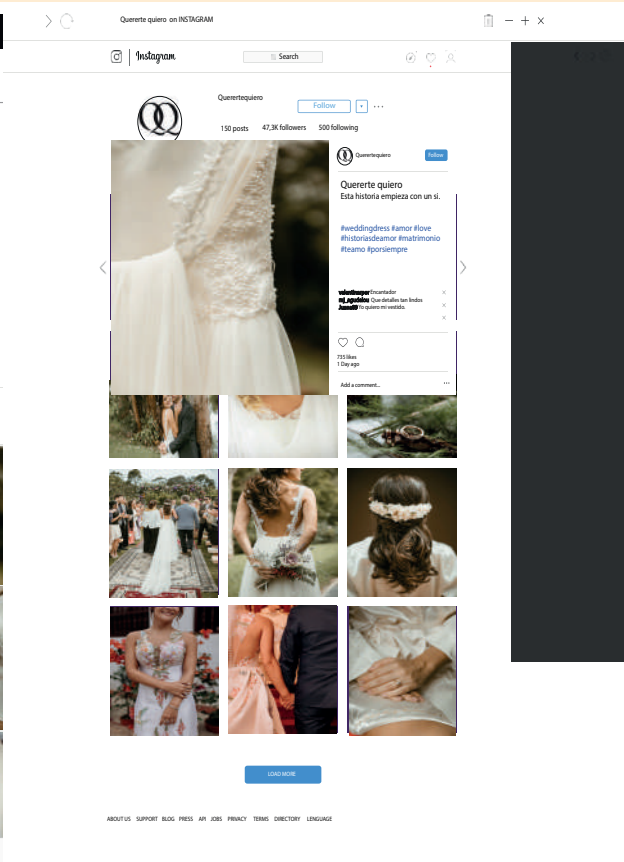 Quererte quiero on INSTAGRAM
Instagram
Search
Querertequiero
Follow
150 posts 47,3K followers 500 following
Querertequiero
Follow
Quererte quiero
Esta historia empieza con un si.
#weddingdress #amor #love
#historiasdeamor #matrimonio
#teamo #porsiempre
Encantador
Que detalles tan lindos
Yo quiero mi vestido.
735 likes
1 Day ago
Add a comment...
LOAD MORE
ABOUT US SUPPORT BLOG PRESS API JOBS PRIVACY TERMS DIRECTORY LENGUAGE